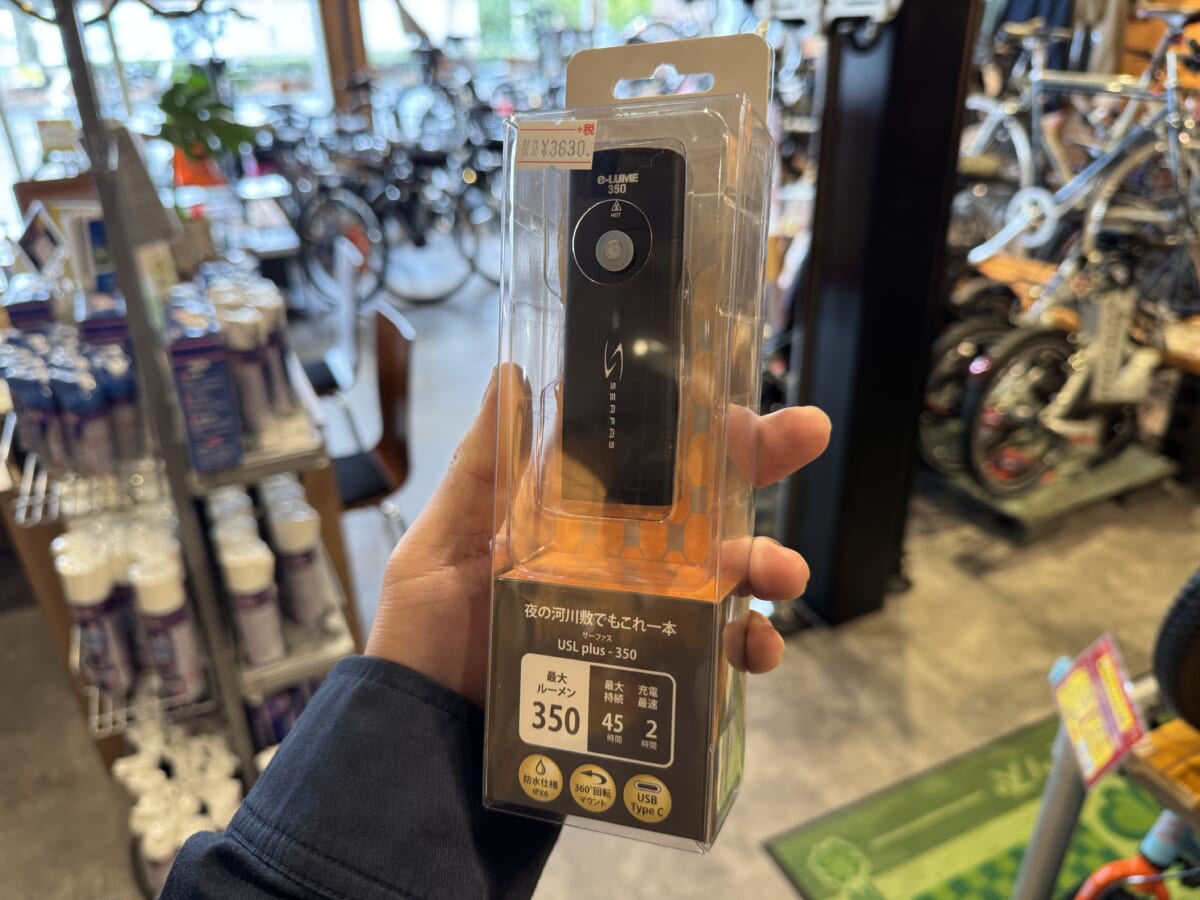 +税
税込¥3630.
e-LUME
350
HOT
SERFAS
夜の河川敷でもこれ一本
サーファス
USL plus - 350
最大
ルーメン
350
最大
持続
45
時間
充電
最速
2
時間
防水仕様
IPX6
360°回転
マウント
USB
Type C